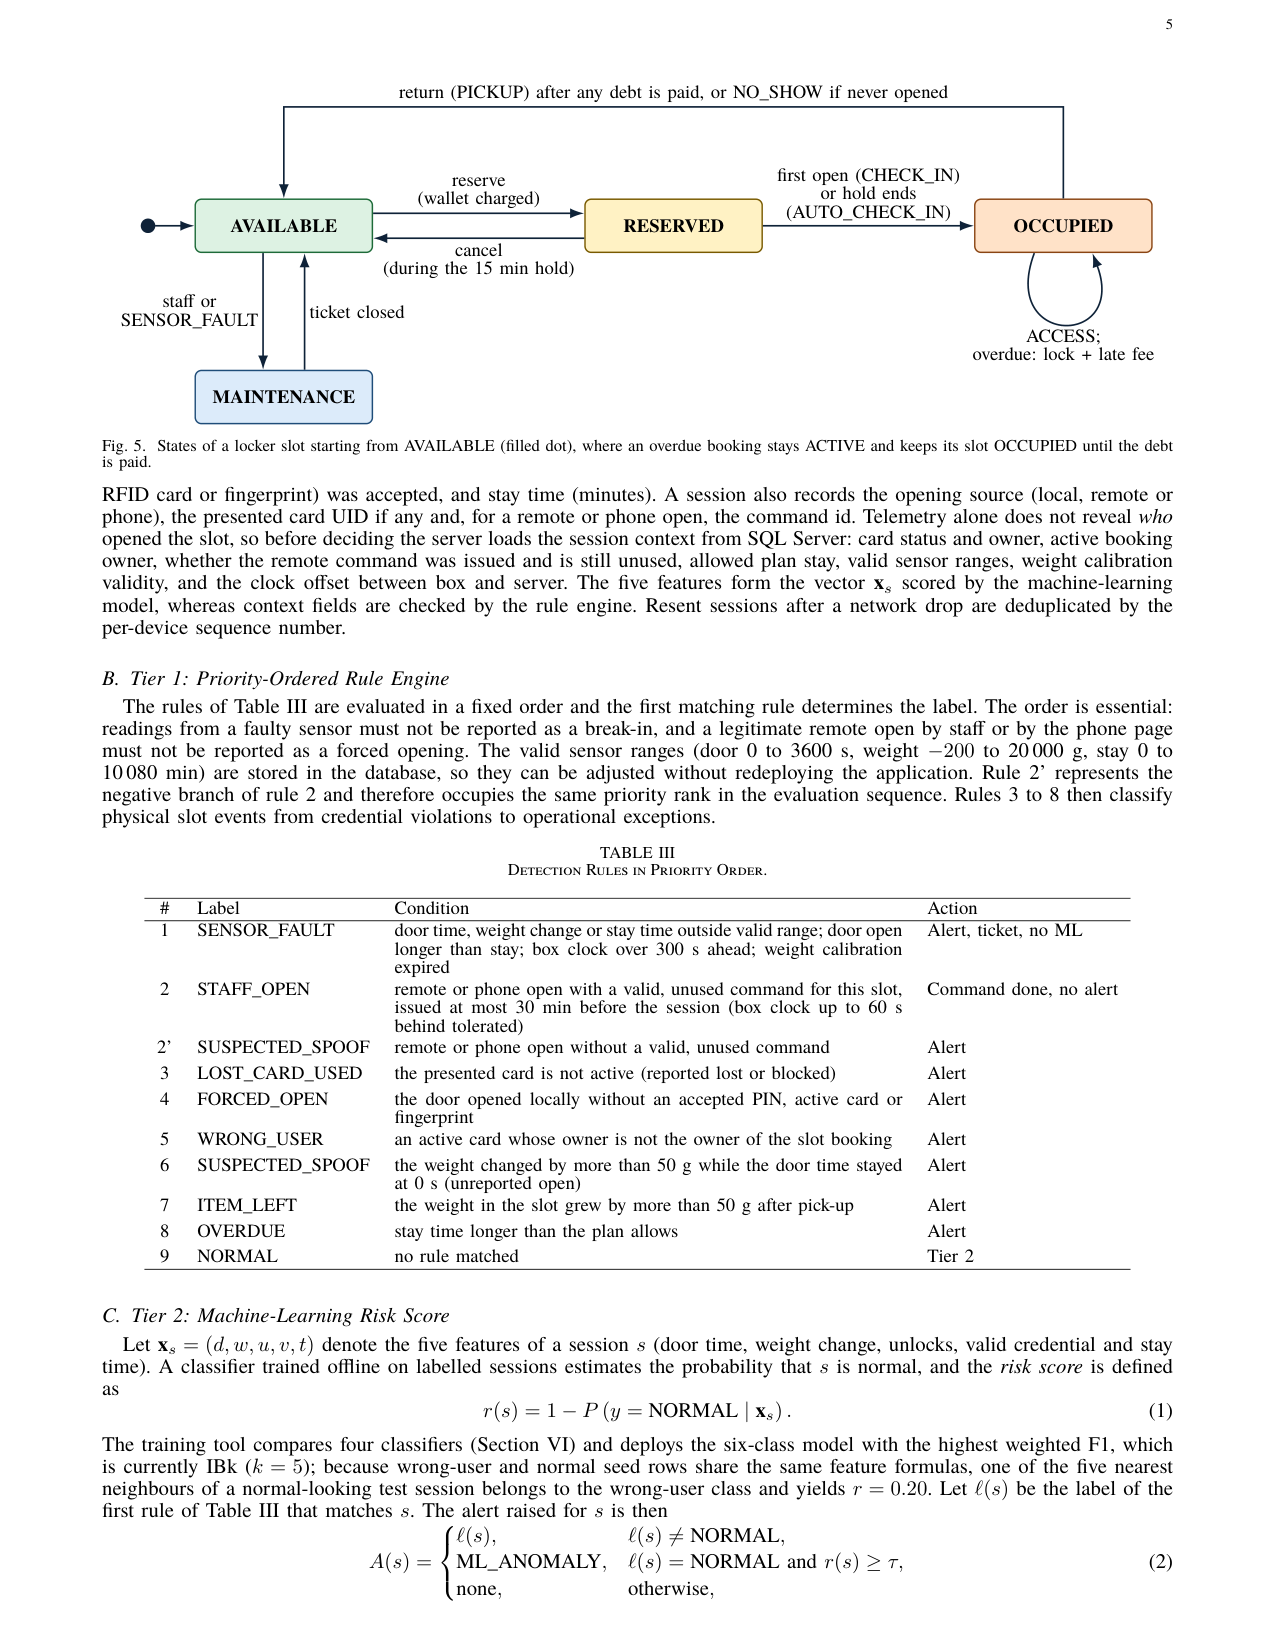 5
return (PICKUP) after any debt is paid, or NO_SHOW if never opened
reserve
(wallet charged)
first open (CHECK_IN)
or hold ends
(AUTO_CHECK_IN)
AVAILABLE
RESERVED
OCCUPIED
cancel
(during the 15 min hold)
staff or
SENSOR_FAULT
ticket closed
ACCESS;
overdue: lock + late fee
MAINTENANCE
Fig. 5. States of a locker slot starting from AVAILABLE (filled dot), where an overdue booking stays ACTIVE and keeps its slot OCCUPIED until the debt
is paid.
RFID card or fingerprint) was accepted, and stay time (minutes). A session also records the opening source (local, remote or
phone), the presented card UID if any and, for a remote or phone open, the command id. Telemetry alone does not reveal who
opened the slot, so before deciding the server loads the session context from SQL Server: card status and owner, active booking
owner, whether the remote command was issued and is still unused, allowed plan stay, valid sensor ranges, weight calibration
validity, and the clock offset between box and server. The five features form the vector x_s scored by the machine-learning
model, whereas context fields are checked by the rule engine. Resent sessions after a network drop are deduplicated by the
per-device sequence number.
B. Tier 1: Priority-Ordered Rule Engine
The rules of Table III are evaluated in a fixed order and the first matching rule determines the label. The order is essential:
readings from a faulty sensor must not be reported as a break-in, and a legitimate remote open by staff or by the phone page
must not be reported as a forced opening. The valid sensor ranges (door 0 to 3600 s, weight −200 to 20 000 g, stay 0 to
10 080 min) are stored in the database, so they can be adjusted without redeploying the application. Rule 2' represents the
negative branch of rule 2 and therefore occupies the same priority rank in the evaluation sequence. Rules 3 to 8 then classify
physical slot events from credential violations to operational exceptions.
TABLE III
DETECTION RULES IN PRIORITY ORDER.
# Label Condition Action
1 SENSOR_FAULT door time, weight change or stay time outside valid range; door open Alert, ticket, no ML
longer than stay; box clock over 300 s ahead; weight calibration
expired
2 STAFF_OPEN remote or phone open with a valid, unused command for this slot, Command done, no alert
issued at most 30 min before the session (box clock up to 60 s
behind tolerated)
2' SUSPECTED_SPOOF remote or phone open without a valid, unused command Alert
3 LOST_CARD_USED the presented card is not active (reported lost or blocked) Alert
4 FORCED_OPEN the door opened locally without an accepted PIN, active card or Alert
fingerprint
5 WRONG_USER an active card whose owner is not the owner of the slot booking Alert
6 SUSPECTED_SPOOF the weight changed by more than 50 g while the door time stayed Alert
at 0 s (unreported open)
7 ITEM_LEFT the weight in the slot grew by more than 50 g after pick-up Alert
8 OVERDUE stay time longer than the plan allows Alert
9 NORMAL no rule matched Tier 2
C. Tier 2: Machine-Learning Risk Score
Let x_s = (d, w, u, v, t) denote the five features of a session s (door time, weight change, unlocks, valid credential and stay
time). A classifier trained offline on labelled sessions estimates the probability that s is normal, and the risk score is defined
as
r(s) = 1 − P (y = NORMAL | x_s) . (1)
The training tool compares four classifiers (Section VI) and deploys the six-class model with the highest weighted F1, which
is currently IBk (k = 5); because wrong-user and normal seed rows share the same feature formulas, one of the five nearest
neighbours of a normal-looking test session belongs to the wrong-user class and yields r = 0.20. Let ℓ(s) be the label of the
first rule of Table III that matches s. The alert raised for s is then
ℓ(s), ℓ(s) ≠ NORMAL,
A(s) = { ML_ANOMALY, ℓ(s) = NORMAL and r(s) ≥ τ, (2)
none, otherwise,